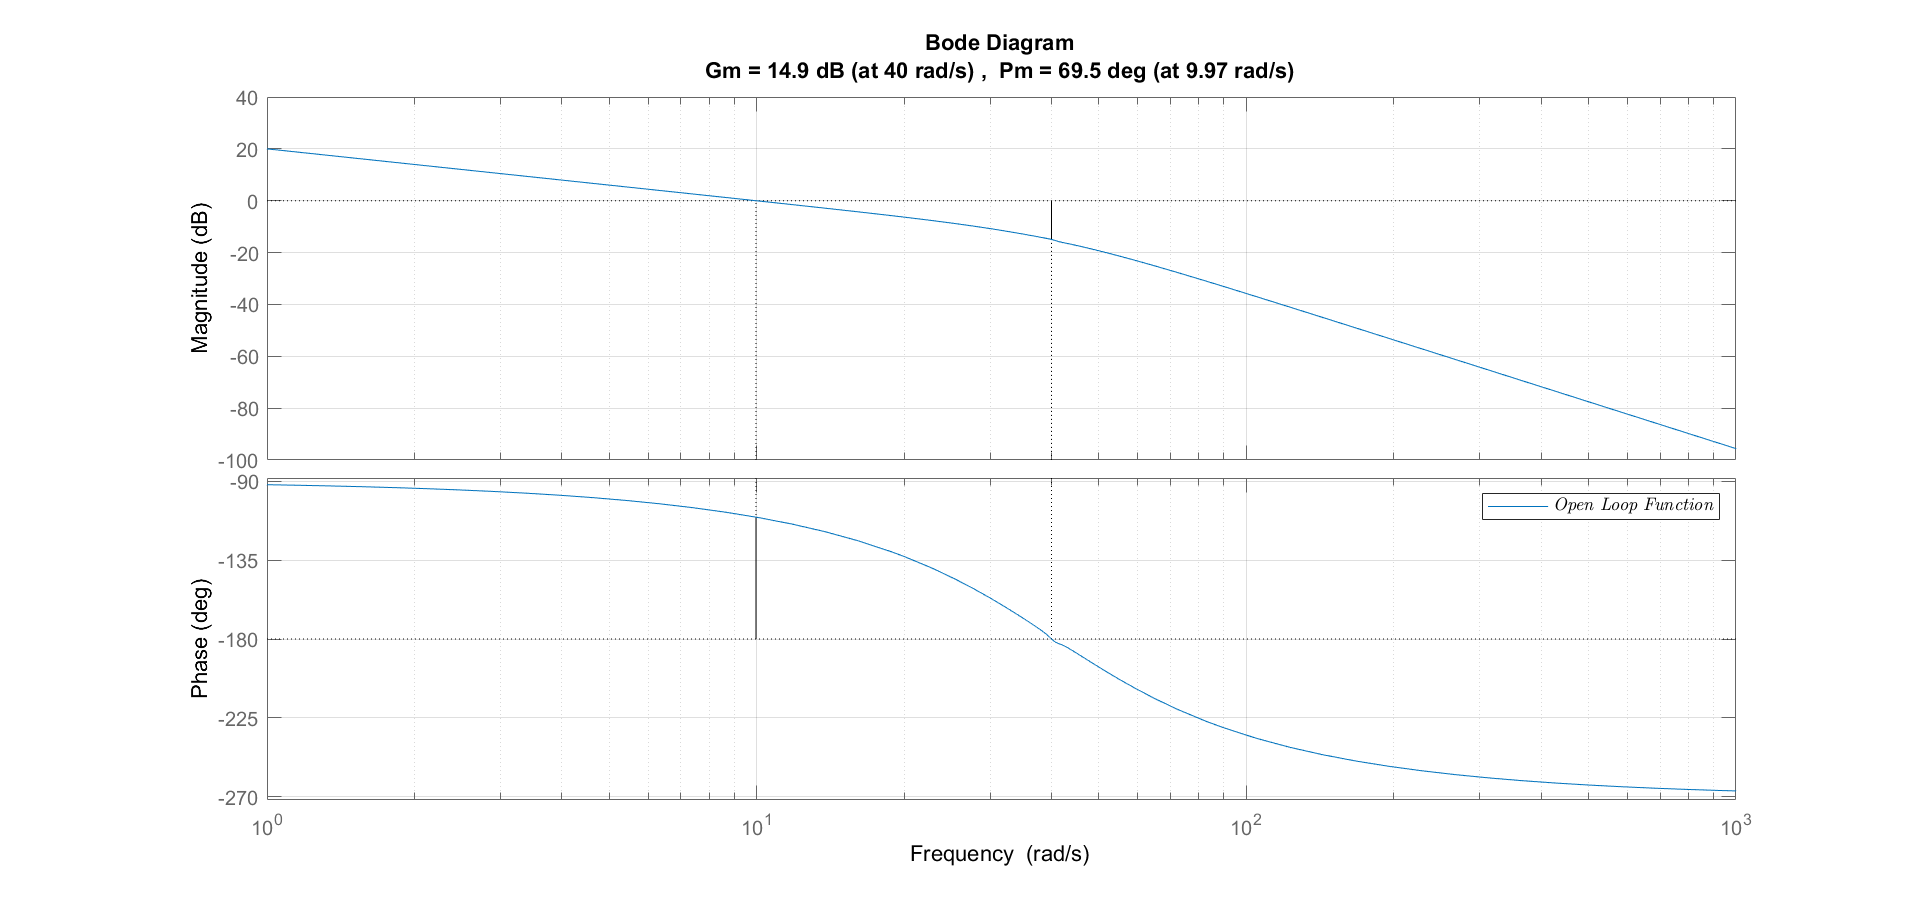 Bode Diagram
Gm = 14.9 dB (at 40 rad/s) ,  Pm = 69.5 deg (at 9.97 rad/s)
40
20
0
-20
-40
-60
-80
-100
Magnitude (dB)
-90
-135
-180
-225
-270
Phase (deg)
Open Loop Function
10^0
10^1
10^2
10^3
Frequency  (rad/s)